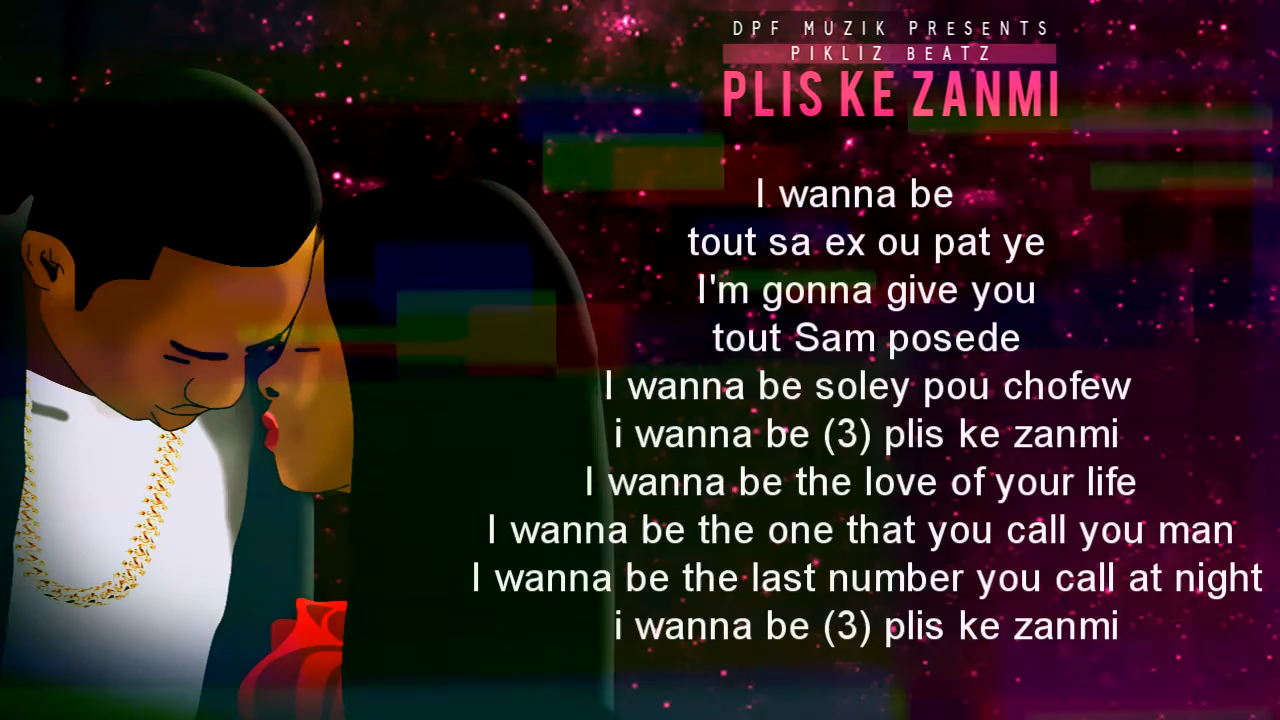 DPF MUZIK PRESENTS
PIKLIZ BEATZ
PLIS KE ZANMI
I wanna be
tout sa ex ou pat ye
I'm gonna give you
tout Sam posede
I wanna be soley pou chofew
i wanna be (3) plis ke zanmi
I wanna be the love of your life
I wanna be the one that you call you man
I wanna be the last number you call at night
i wanna be (3) plis ke zanmi